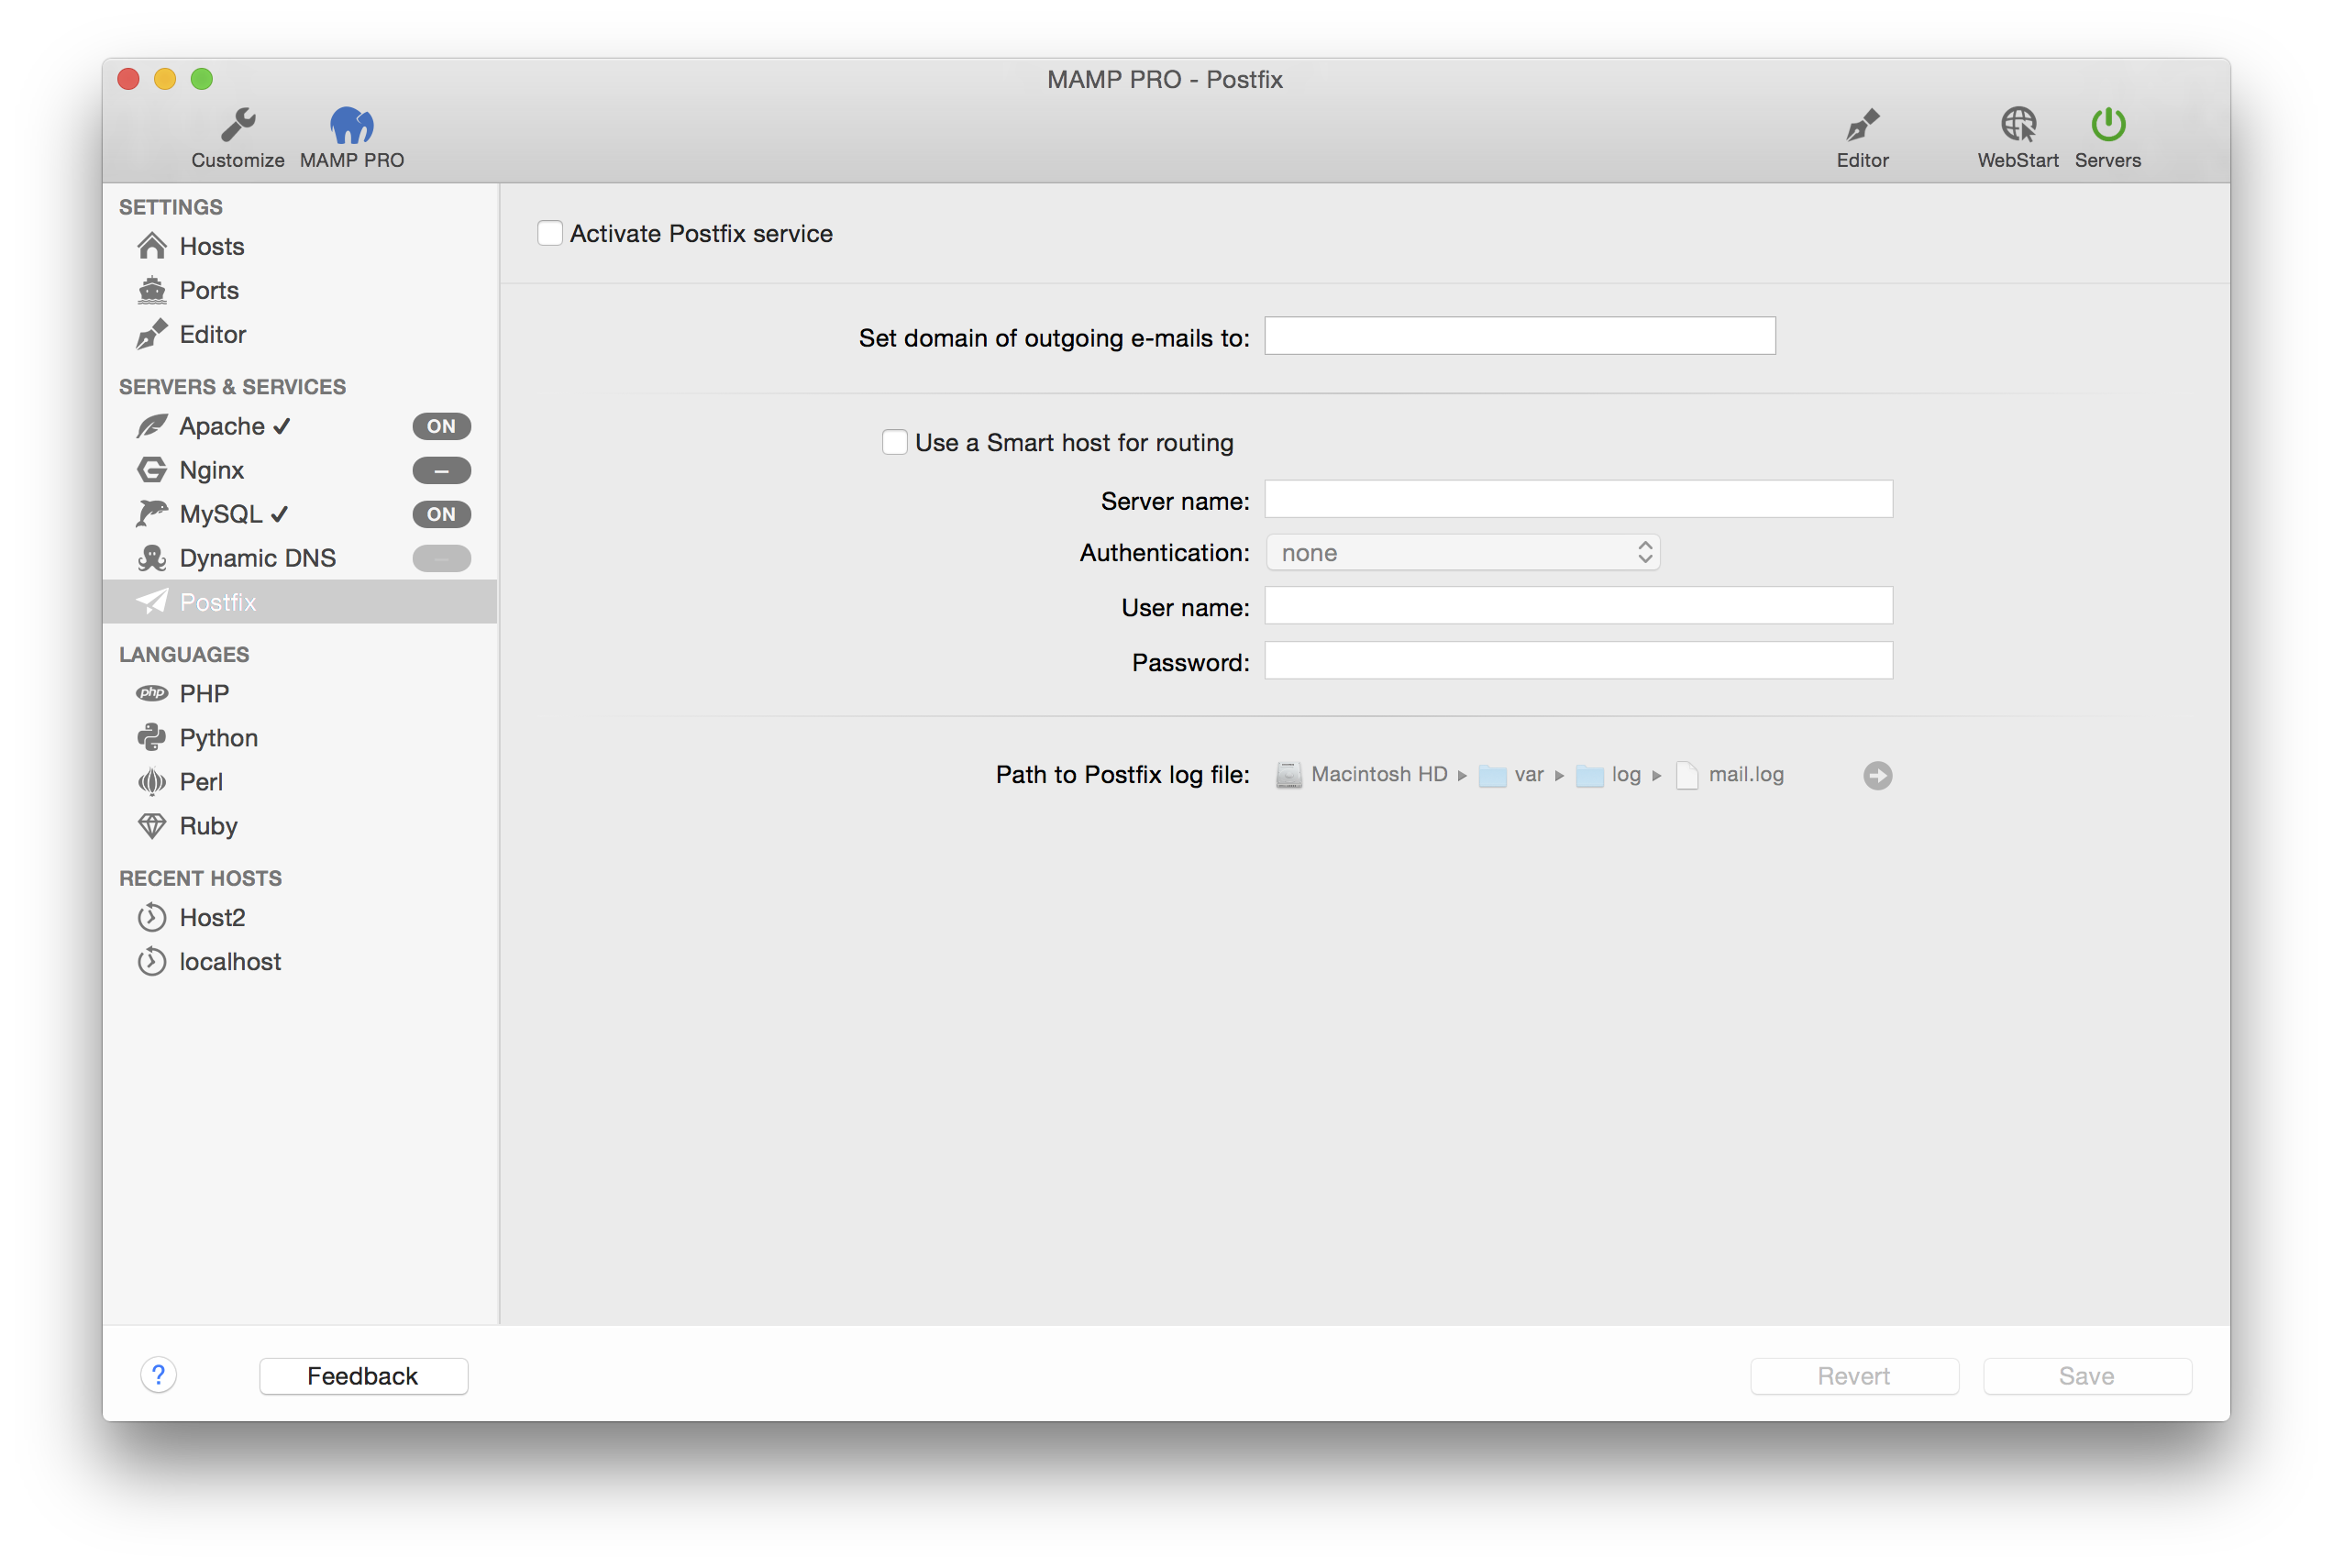 MAMP PRO - Postfix
Customize MAMP PRO Editor WebStart Servers
SETTINGS
Hosts
Ports
Editor
SERVERS & SERVICES
Apache ✓ ON
Nginx –
MySQL ✓ ON
Dynamic DNS –
Postfix
LANGUAGES
php PHP
Python
Perl
Ruby
RECENT HOSTS
Host2
localhost
Activate Postfix service
Set domain of outgoing e-mails to:
Use a Smart host for routing
Server name:
Authentication: none
User name:
Password:
Path to Postfix log file: Macintosh HD ▸ var ▸ log ▸ mail.log
? Feedback Revert Save